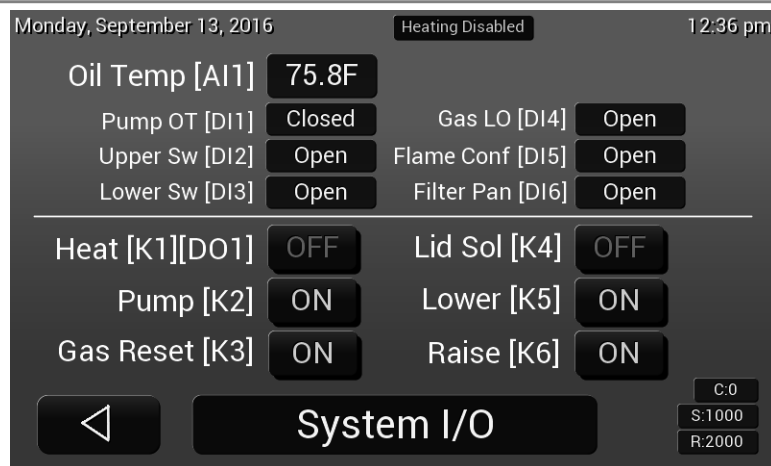 Monday, September 13, 2016 Heating Disabled 12:36 pm
Oil Temp [AI1] 75.8F
Pump OT [DI1] Closed Gas LO [DI4] Open
Upper Sw [DI2] Open Flame Conf [DI5] Open
Lower Sw [DI3] Open Filter Pan [DI6] Open
Heat [K1][DO1] OFF Lid Sol [K4] OFF
Pump [K2] ON Lower [K5] ON
Gas Reset [K3] ON Raise [K6] ON
System I/O
C:0
S:1000
R:2000